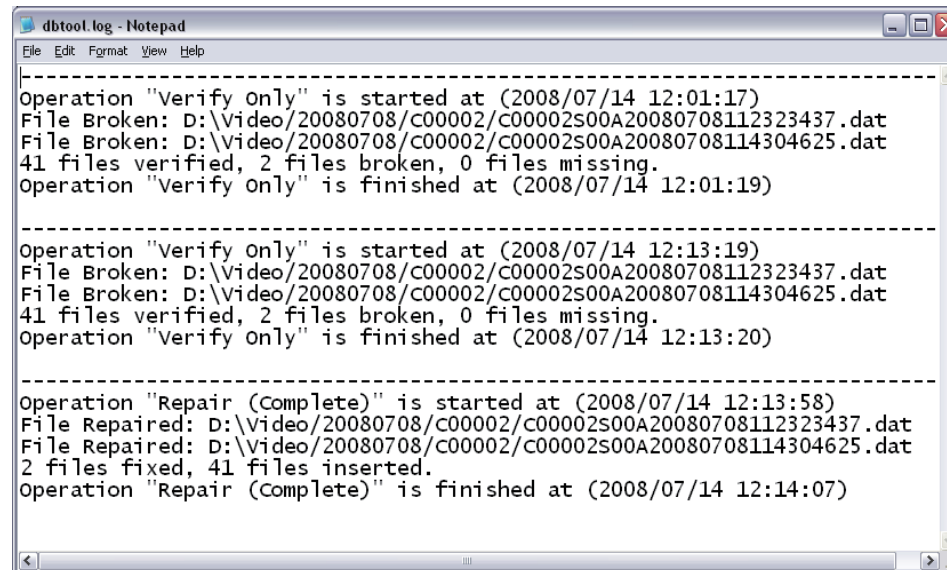 dbtool.log - Notepad
File Edit Format View Help
--------------------------------------------------------------------------
Operation "Verify Only" is started at (2008/07/14 12:01:17)
File Broken: D:\Video/20080708/C00002/C00002S00A20080708112323437.dat
File Broken: D:\Video/20080708/C00002/C00002S00A20080708114304625.dat
41 files verified, 2 files broken, 0 files missing.
Operation "Verify Only" is finished at (2008/07/14 12:01:19)
--------------------------------------------------------------------------
Operation "Verify Only" is started at (2008/07/14 12:13:19)
File Broken: D:\Video/20080708/C00002/C00002S00A20080708112323437.dat
File Broken: D:\Video/20080708/C00002/C00002S00A20080708114304625.dat
41 files verified, 2 files broken, 0 files missing.
Operation "Verify Only" is finished at (2008/07/14 12:13:20)
--------------------------------------------------------------------------
Operation "Repair (Complete)" is started at (2008/07/14 12:13:58)
File Repaired: D:\Video/20080708/C00002/C00002S00A20080708112323437.dat
File Repaired: D:\Video/20080708/C00002/C00002S00A20080708114304625.dat
2 files fixed, 41 files inserted.
Operation "Repair (Complete)" is finished at (2008/07/14 12:14:07)